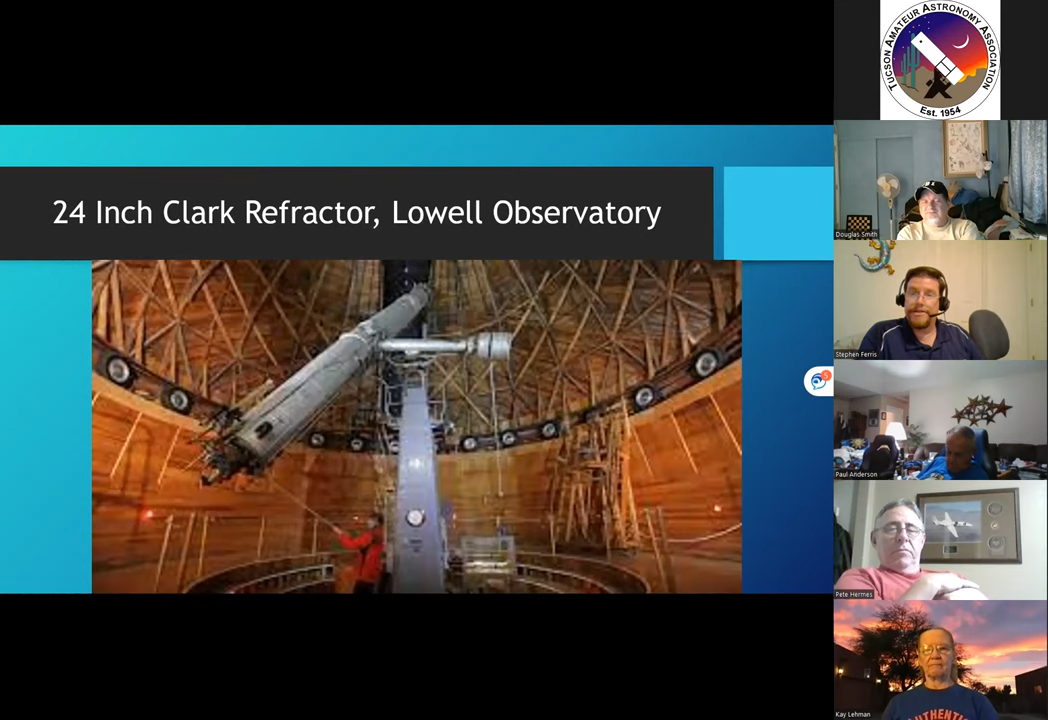 24 Inch Clark Refractor, Lowell Observatory
TUCSON AMATEUR ASTRONOMY ASSOCIATION
Est. 1954
Douglas Smith
Stephen Ferris
5
Paul Anderson
Pete Hermes
Kay Lehman